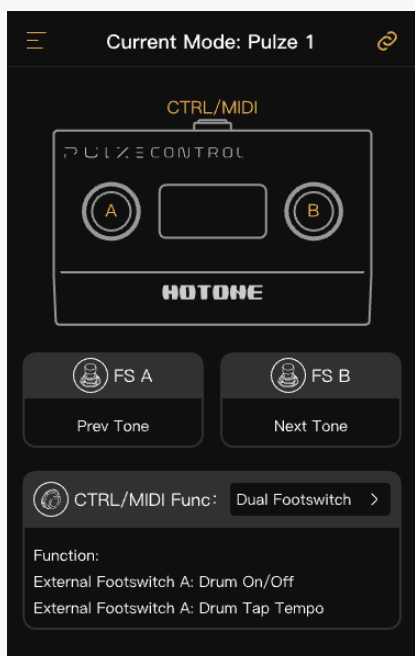 Current Mode: Pulze 1
CTRL/MIDI
PULZECONTROL
A
B
HOTONE
FS A
FS B
Prev Tone
Next Tone
CTRL/MIDI Func:
Dual Footswitch
Function:
External Footswitch A: Drum On/Off
External Footswitch A: Drum Tap Tempo